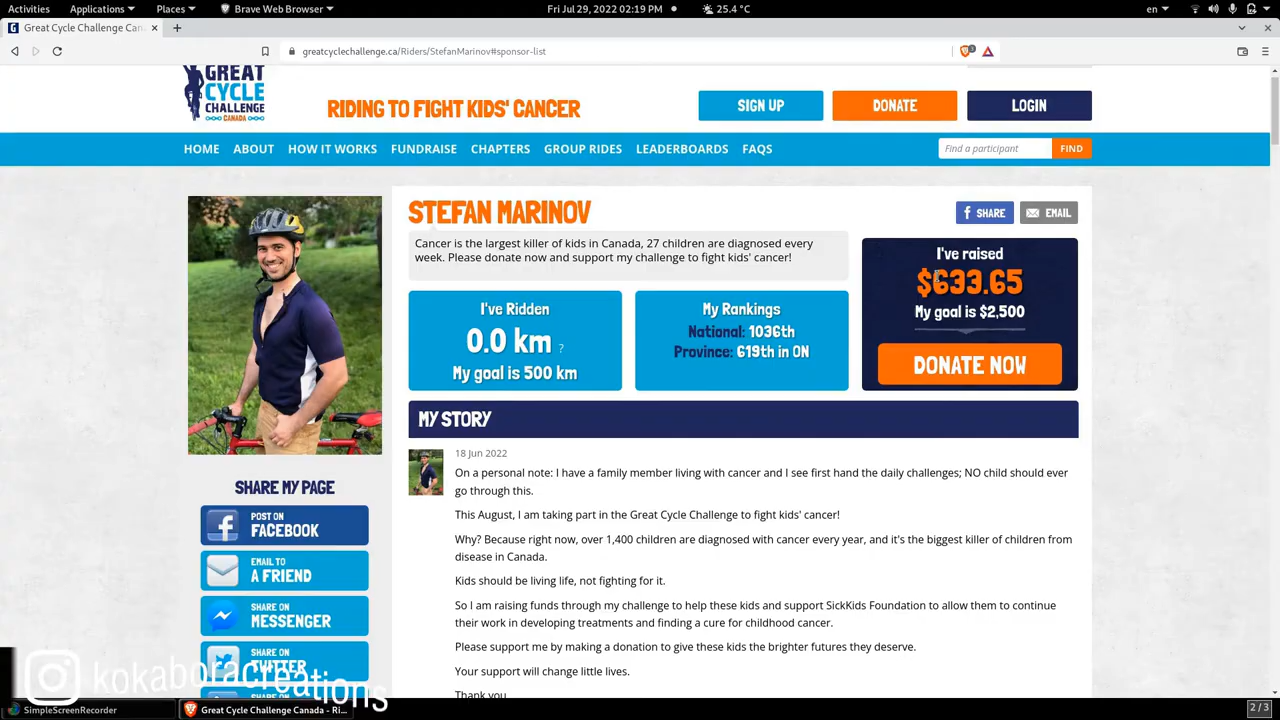 Activities Applications Places Brave Web Browser Fri Jul 29, 2022 02:19 PM 25.4 °C en
Great Cycle Challenge Can
greatcyclechallenge.ca/Riders/StefanMarinov#sponsor-list
GREAT
CYCLE
CHALLENGE
CANADA
RIDING TO FIGHT KIDS' CANCER
SIGN UP
DONATE
LOGIN
HOME ABOUT HOW IT WORKS FUNDRAISE CHAPTERS GROUP RIDES LEADERBOARDS FAQS
Find a participant
FIND
STEFAN MARINOV
SHARE
EMAIL
Cancer is the largest killer of kids in Canada, 27 children are diagnosed every
week. Please donate now and support my challenge to fight kids' cancer!
I've raised
$633.65
My goal is $2,500
DONATE NOW
I've Ridden
0.0 km ?
My goal is 500 km
My Rankings
National: 1036th
Province: 619th in ON
MY STORY
18 Jun 2022
On a personal note: I have a family member living with cancer and I see first hand the daily challenges; NO child should ever
go through this.
This August, I am taking part in the Great Cycle Challenge to fight kids' cancer!
Why? Because right now, over 1,400 children are diagnosed with cancer every year, and it's the biggest killer of children from
disease in Canada.
Kids should be living life, not fighting for it.
So I am raising funds through my challenge to help these kids and support SickKids Foundation to allow them to continue
their work in developing treatments and finding a cure for childhood cancer.
Please support me by making a donation to give these kids the brighter futures they deserve.
Your support will change little lives.
Thank you
SHARE MY PAGE
POST ON
FACEBOOK
EMAIL TO
A FRIEND
SHARE ON
MESSENGER
SHARE ON
TWITTER
SHARE ON
kokaboracreations
SimpleScreenRecorder
Great Cycle Challenge Canada - Ri...
2/3